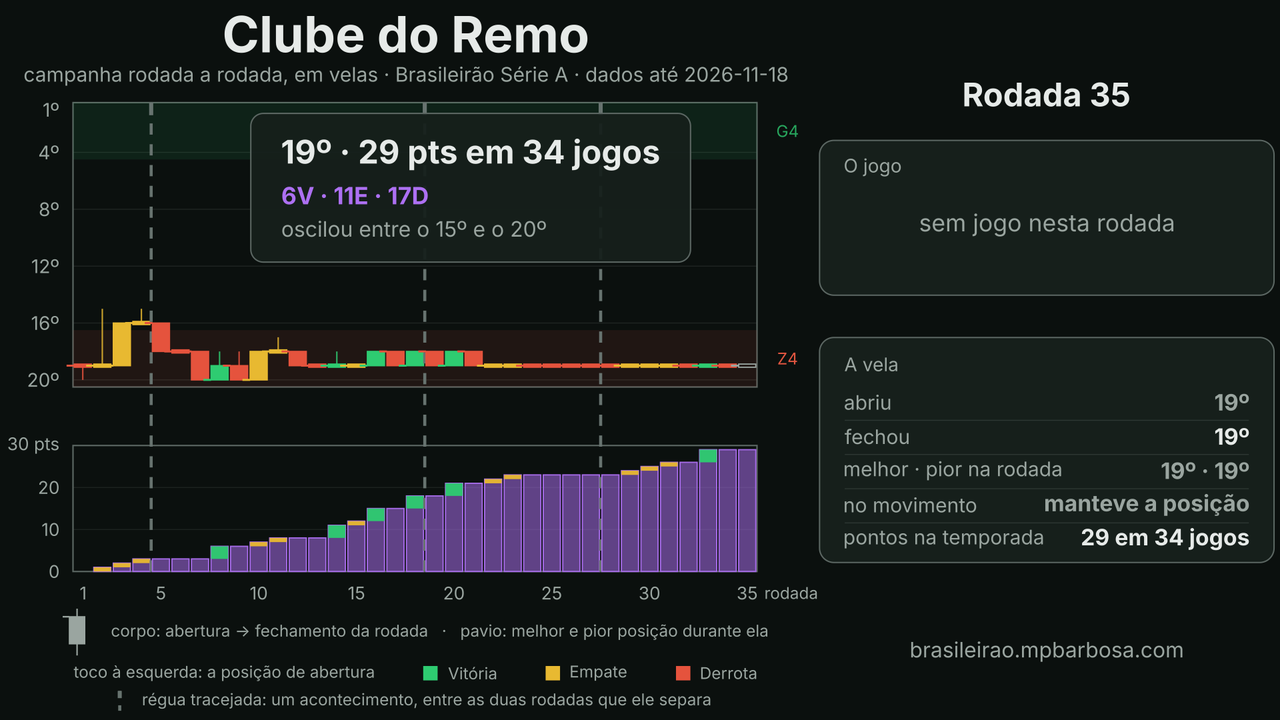 Clube do Remo
campanha rodada a rodada, em velas · Brasileirão Série A · dados até 2026-11-18
1º
4º
8º
12º
16º
20º
G4
Z4
19º · 29 pts em 34 jogos
6V · 11E · 17D
oscilou entre o 15º e o 20º
30 pts
20
10
0
1 5 10 15 20 25 30 35 rodada
corpo: abertura → fechamento da rodada · pavio: melhor e pior posição durante ela
toco à esquerda: a posição de abertura Vitória Empate Derrota
régua tracejada: um acontecimento, entre as duas rodadas que ele separa
Rodada 35
O jogo
sem jogo nesta rodada
A vela
abriu 19º
fechou 19º
melhor · pior na rodada 19º · 19º
no movimento manteve a posição
pontos na temporada 29 em 34 jogos
brasileirao.mpbarbosa.com